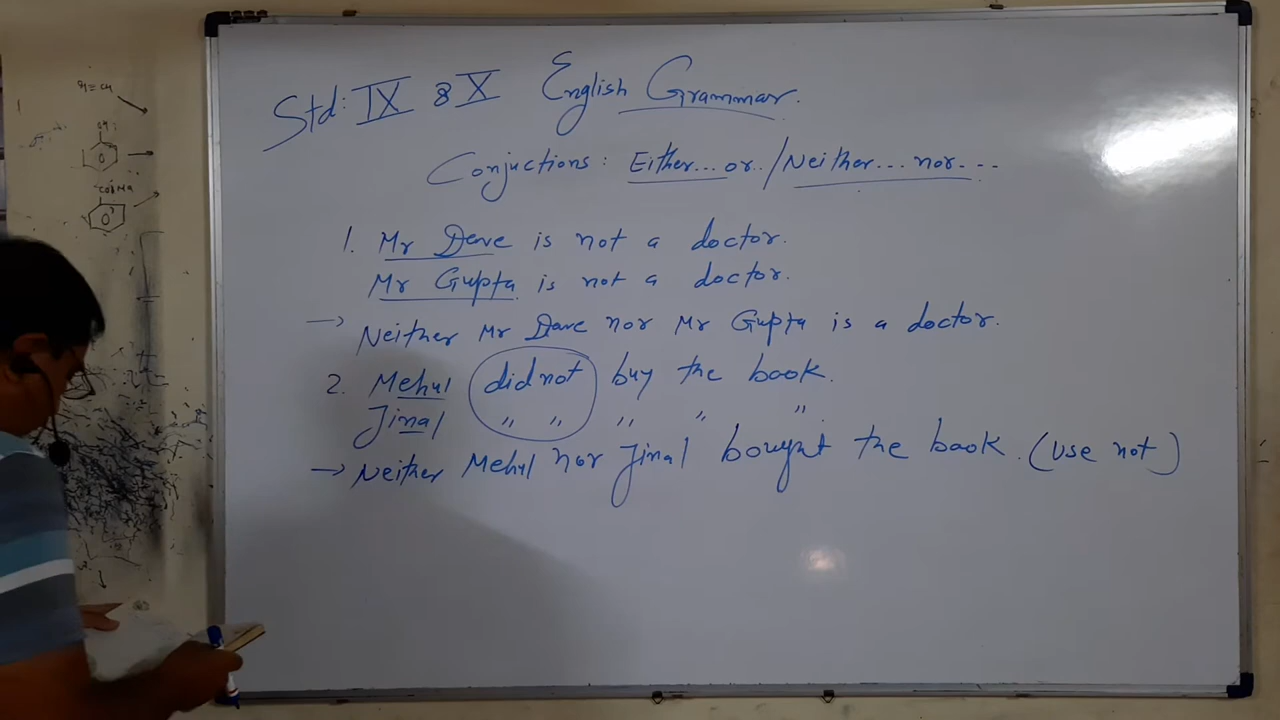 Std: IX & X English Grammar.
Conjuctions: Either...or../Neither...nor....
1. Mr Dave is not a doctor.
Mr Gupta is not a doctor.
→ Neither Mr Dave nor Mr Gupta is a doctor.
2. Mehul did not buy the book.
Jinal " " " " "
→ Neither Mehul nor Jinal bought the book. (Use not)